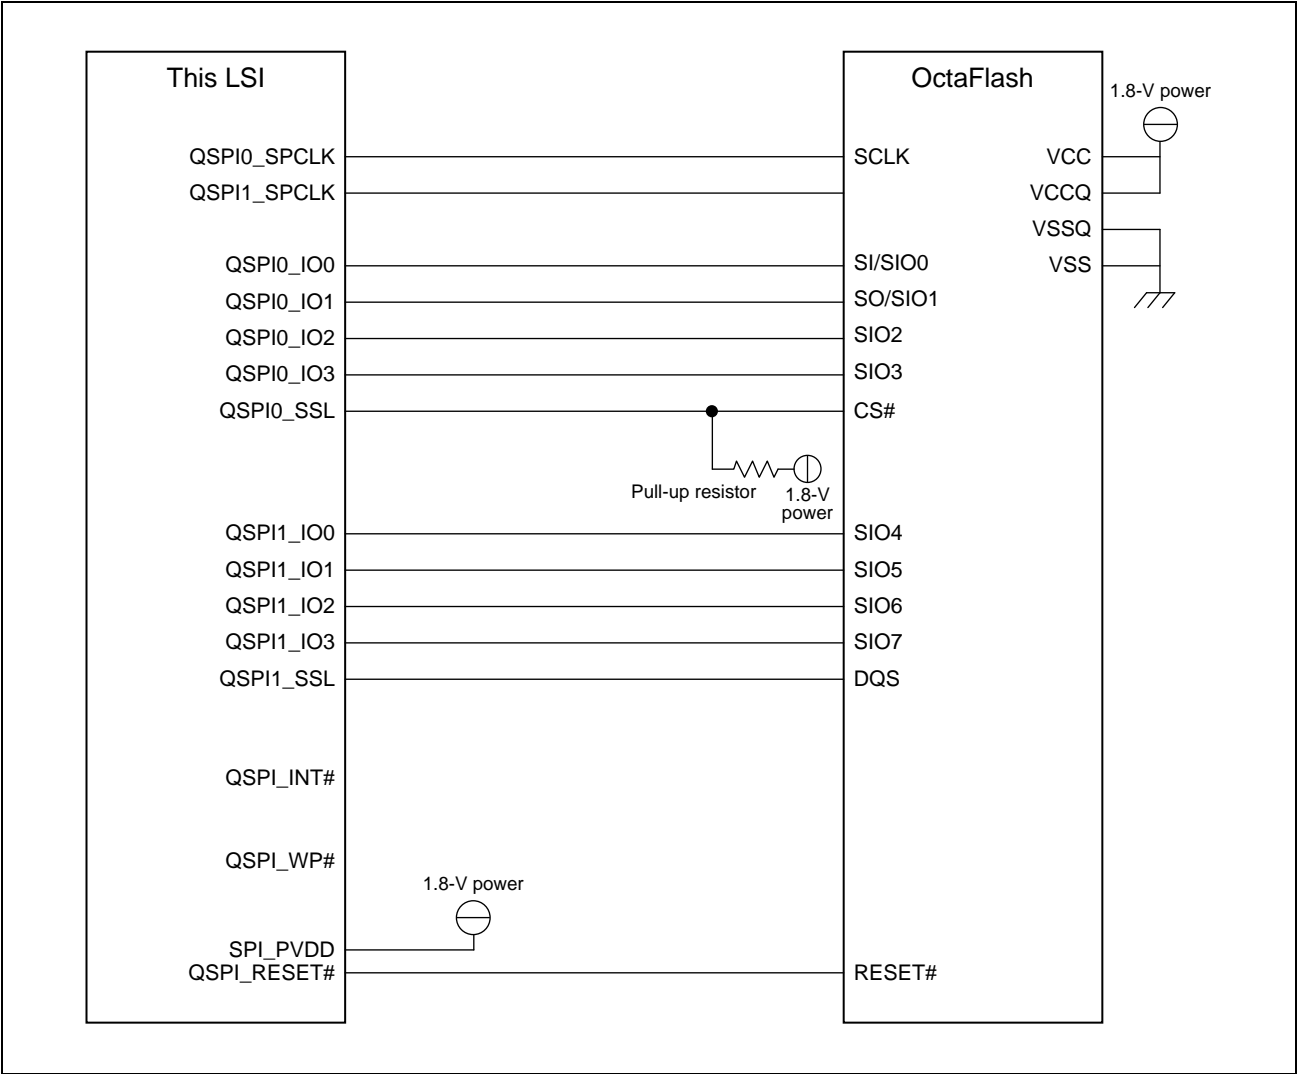 This LSI
OctaFlash
1.8-V power
QSPI0_SPCLK
SCLK
VCC
QSPI1_SPCLK
VCCQ
VSSQ
QSPI0_IO0
SI/SIO0
VSS
QSPI0_IO1
SO/SIO1
QSPI0_IO2
SIO2
QSPI0_IO3
SIO3
QSPI0_SSL
CS#
Pull-up resistor
1.8-V
power
QSPI1_IO0
SIO4
QSPI1_IO1
SIO5
QSPI1_IO2
SIO6
QSPI1_IO3
SIO7
QSPI1_SSL
DQS
QSPI_INT#
QSPI_WP#
1.8-V power
SPI_PVDD
QSPI_RESET#
RESET#